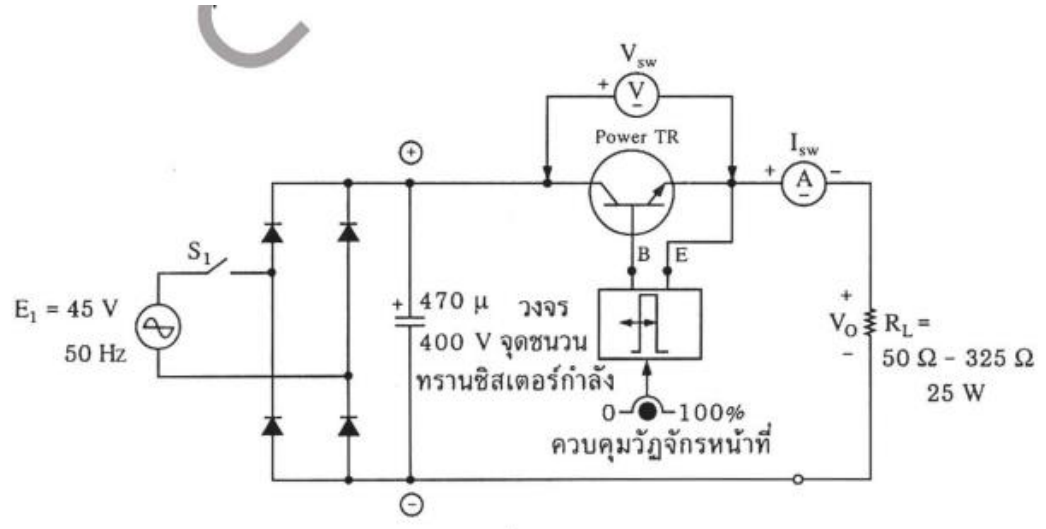 V_sw
+ V -
Power TR
I_sw
+ A -
+
S₁
B E
E₁ = 45 V
50 Hz
+ 470 μ วงจร
400 V จุดชนวน
ทรานซิสเตอร์กำลัง
+
V_O R_L =
- 50 Ω - 325 Ω
25 W
0 100%
ควบคุมวัฏจักรหน้าที่
-